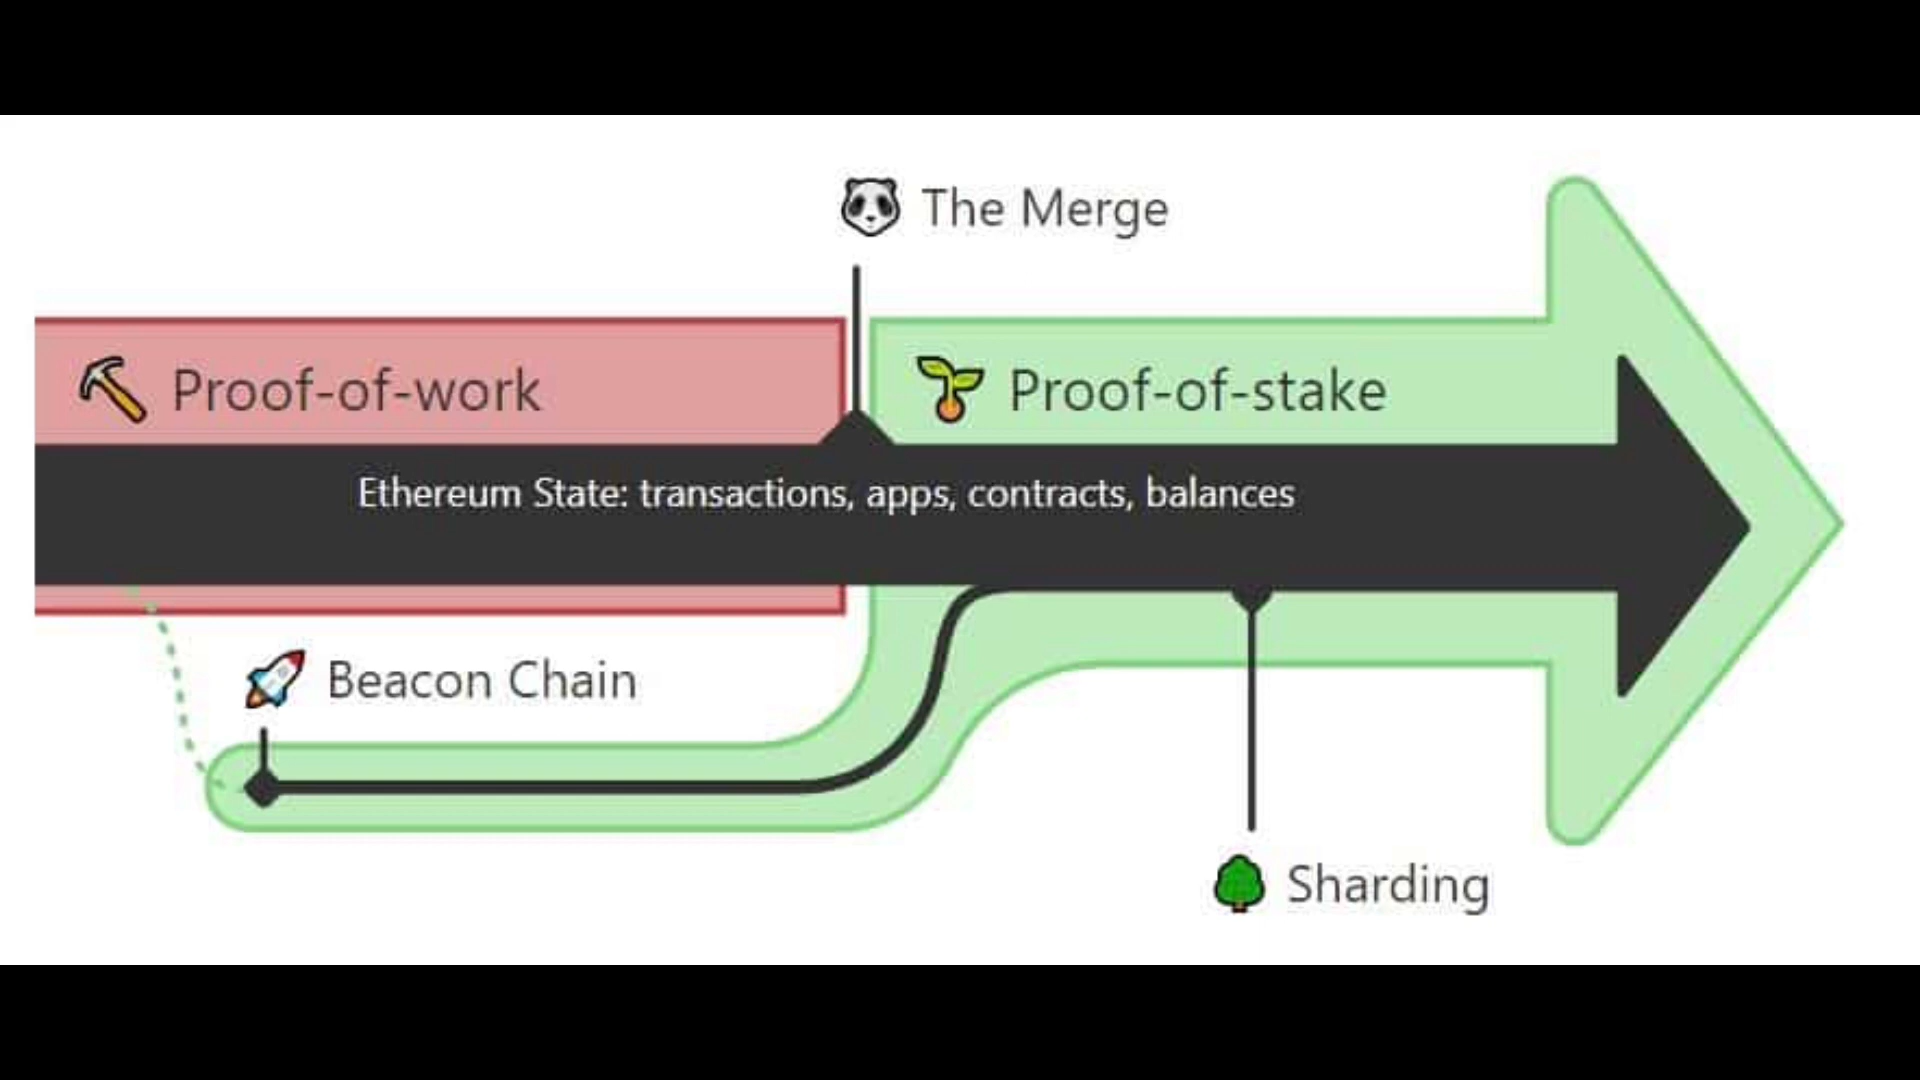 The Merge
Proof-of-work
Proof-of-stake
Ethereum State: transactions, apps, contracts, balances
Beacon Chain
Sharding